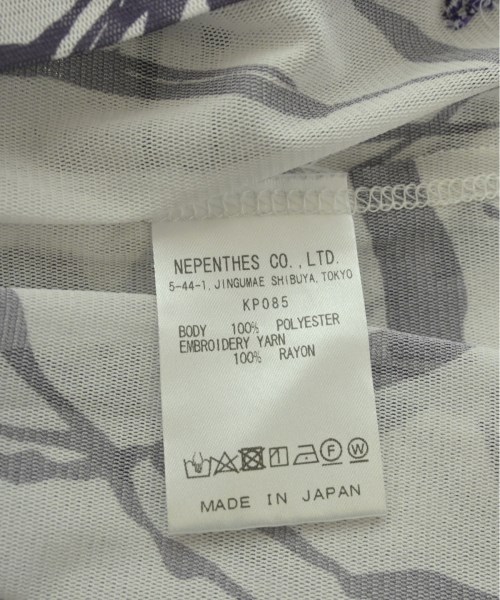 NEPENTHES CO.,LTD.
5-44-1, JINGUMAE SHIBUYA, TOKYO
KP085
BODY 100% POLYESTER
EMBROIDERY YARN
100% RAYON
F W
MADE IN JAPAN